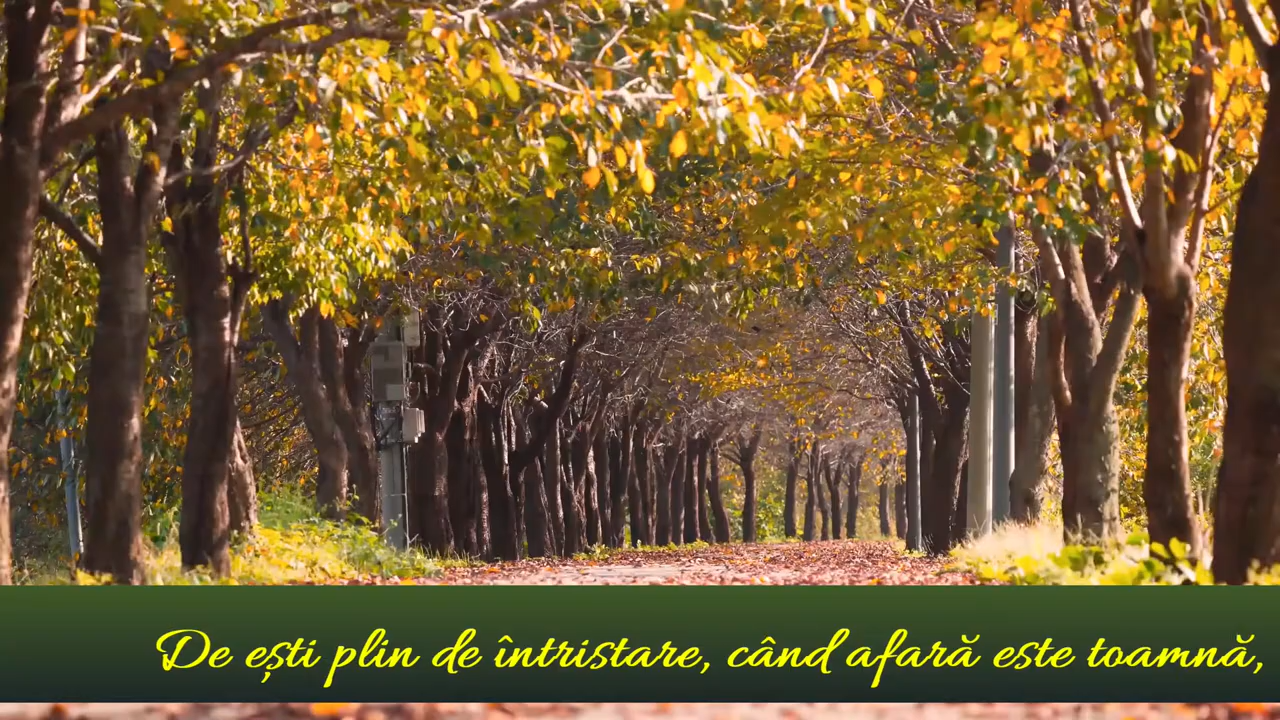 De ești plin de întristare, când afară este toamnă,